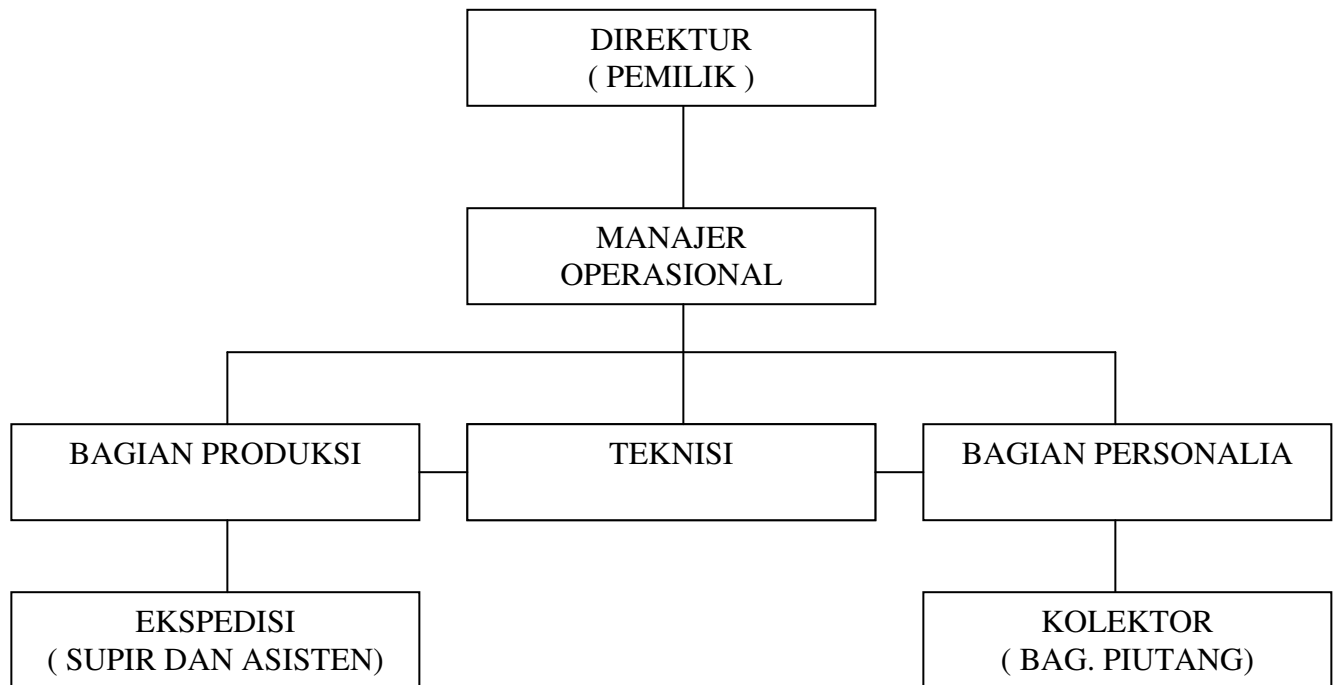 DIREKTUR
( PEMILIK )
MANAJER
OPERASIONAL
BAGIAN PRODUKSI
TEKNISI
BAGIAN PERSONALIA
EKSPEDISI
( SUPIR DAN ASISTEN)
KOLEKTOR
( BAG. PIUTANG)